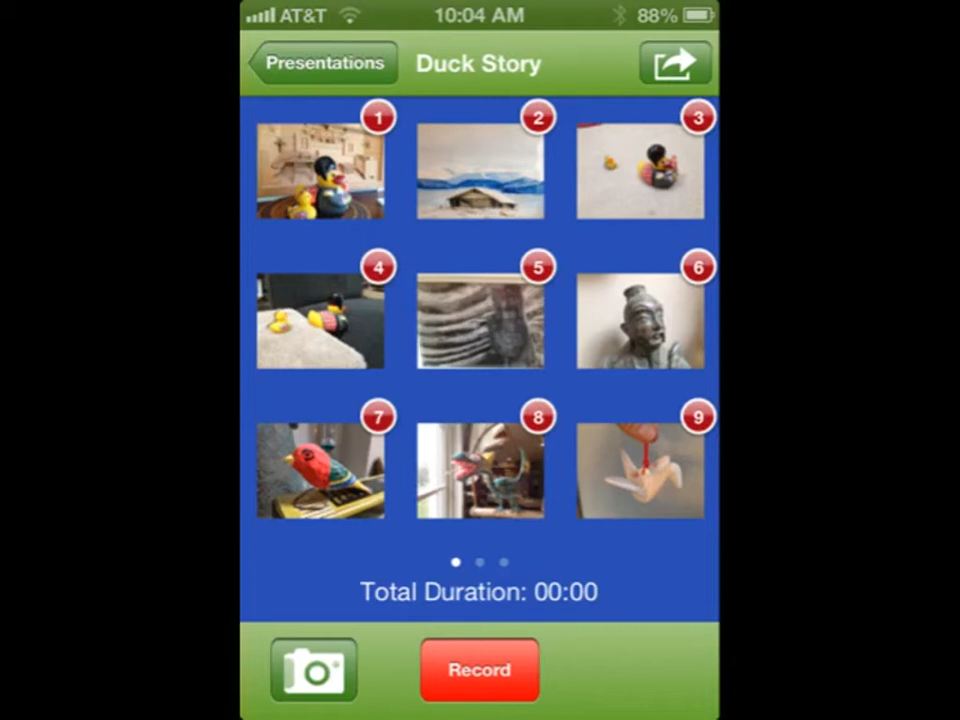 AT&T 10:04 AM 88%
Presentations Duck Story
1 2 3
4 5 6
7 8 9
Total Duration: 00:00
Record